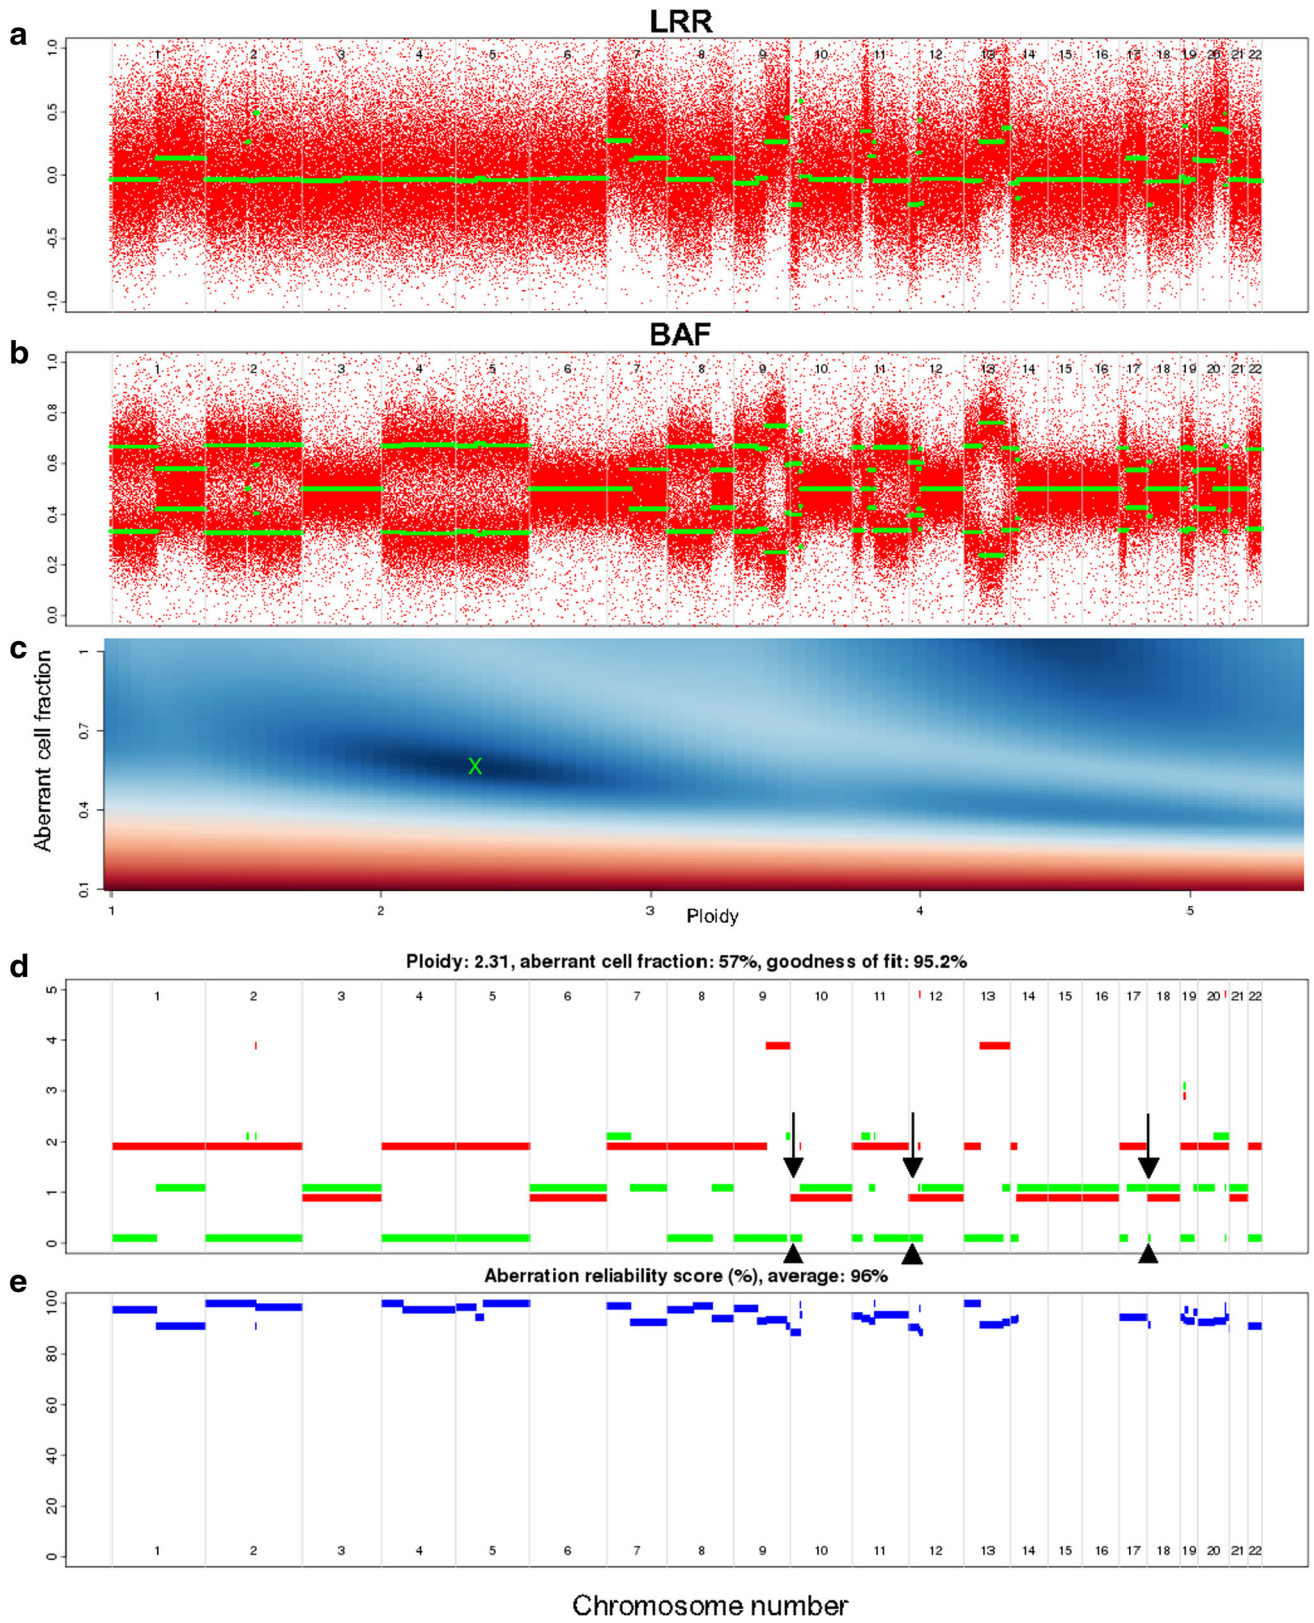 a
LRR
1 2 3 4 5 6 7 8 9 10 11 12 13 14 15 16 17 18 19 20 21 22
1.0
0.5
0.0
-0.5
-1.0
b
BAF
1 2 3 4 5 6 7 8 9 10 11 12 13 14 15 16 17 18 19 20 21 22
1.0
0.8
0.6
0.4
0.2
0.0
c
Aberrant cell fraction
1
0.7
0.4
0.1
X
1 2 3 4 5
Ploidy
d
Ploidy: 2.31, aberrant cell fraction: 57%, goodness of fit: 95.2%
1 2 3 4 5 6 7 8 9 10 11 12 13 14 15 16 17 18 19 20 21 22
5
4
3
2
1
0
e
Aberration reliability score (%), average: 96%
100
80
60
40
20
0
1 2 3 4 5 6 7 8 9 10 11 12 13 14 15 16 17 18 19 20 21 22
Chromosome number